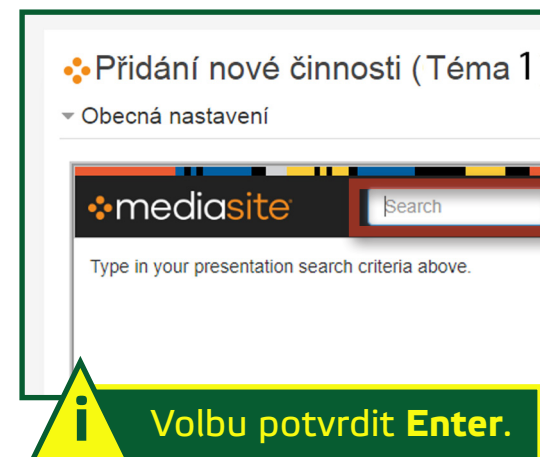 Přidání nové činnosti (Téma 1
Obecná nastavení
mediasite
Search
Type in your presentation search criteria above.
i
Volbu potvrdit Enter.